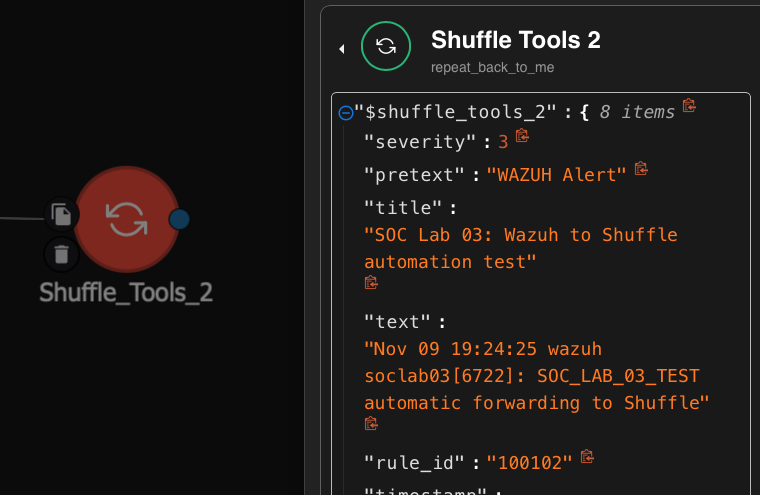 Shuffle Tools 2
repeat_back_to_me
"$shuffle_tools_2" : { 8 items
"severity" : 3
"pretext" : "WAZUH Alert"
"title" :
"SOC Lab 03: Wazuh to Shuffle
automation test"
"text" :
"Nov 09 19:24:25 wazuh
soclab03[6722]: SOC_LAB_03_TEST
automatic forwarding to Shuffle"
"rule_id" : "100102"
"timestamp" :
Shuffle_Tools_2